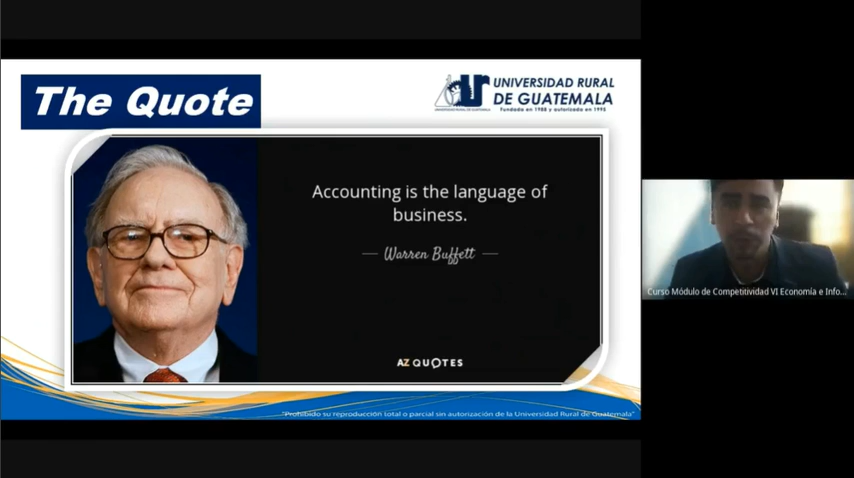 The Quote
UNIVERSIDAD RURAL
DE GUATEMALA
Fundada en 1988 y autorizada en 1995
Accounting is the language of
business.
— Warren Buffett —
AZ QUOTES
"Prohibido su reproducción total o parcial sin autorización de la Universidad Rural de Guatemala"
Curso Módulo de Competitividad VI Economía e Info...